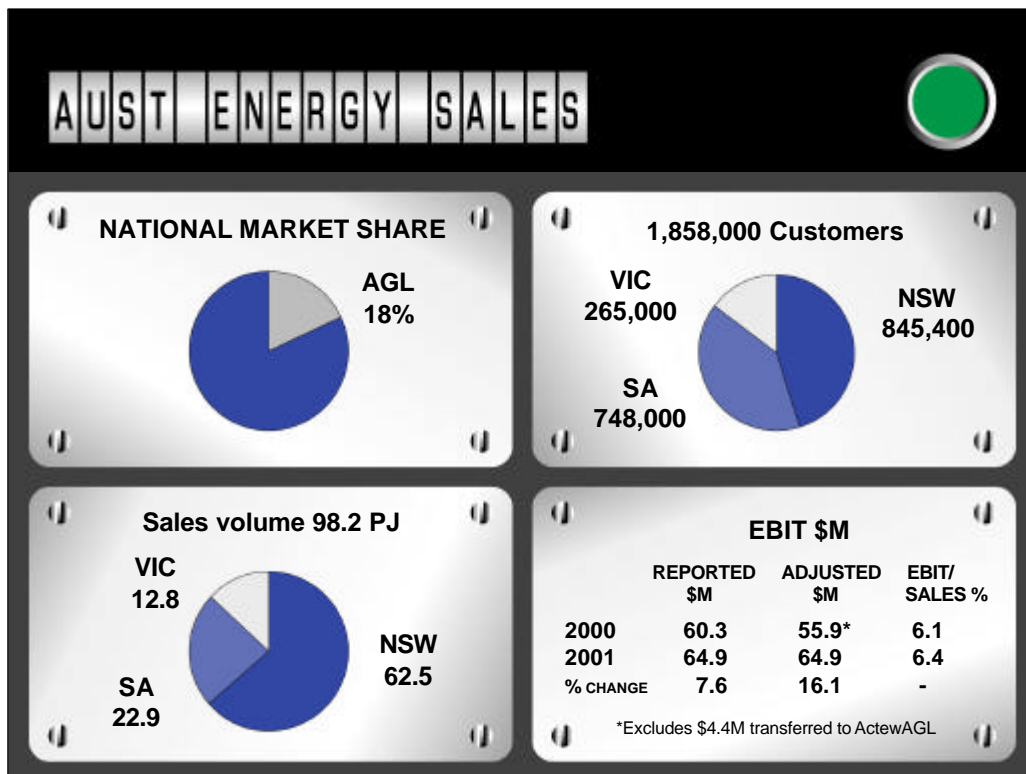 AUST ENERGY SALES
NATIONAL MARKET SHARE
AGL
18%
1,858,000 Customers
VIC
265,000
NSW
845,400
SA
748,000
Sales volume 98.2 PJ
VIC
12.8
NSW
62.5
SA
22.9
EBIT $M
REPORTED ADJUSTED EBIT/
$M $M SALES %
2000 60.3 55.9* 6.1
2001 64.9 64.9 6.4
% CHANGE 7.6 16.1 -
*Excludes $4.4M transferred to ActewAGL